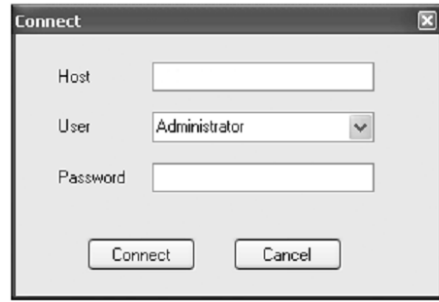 Connect
Host
User Administrator
Password
Connect Cancel